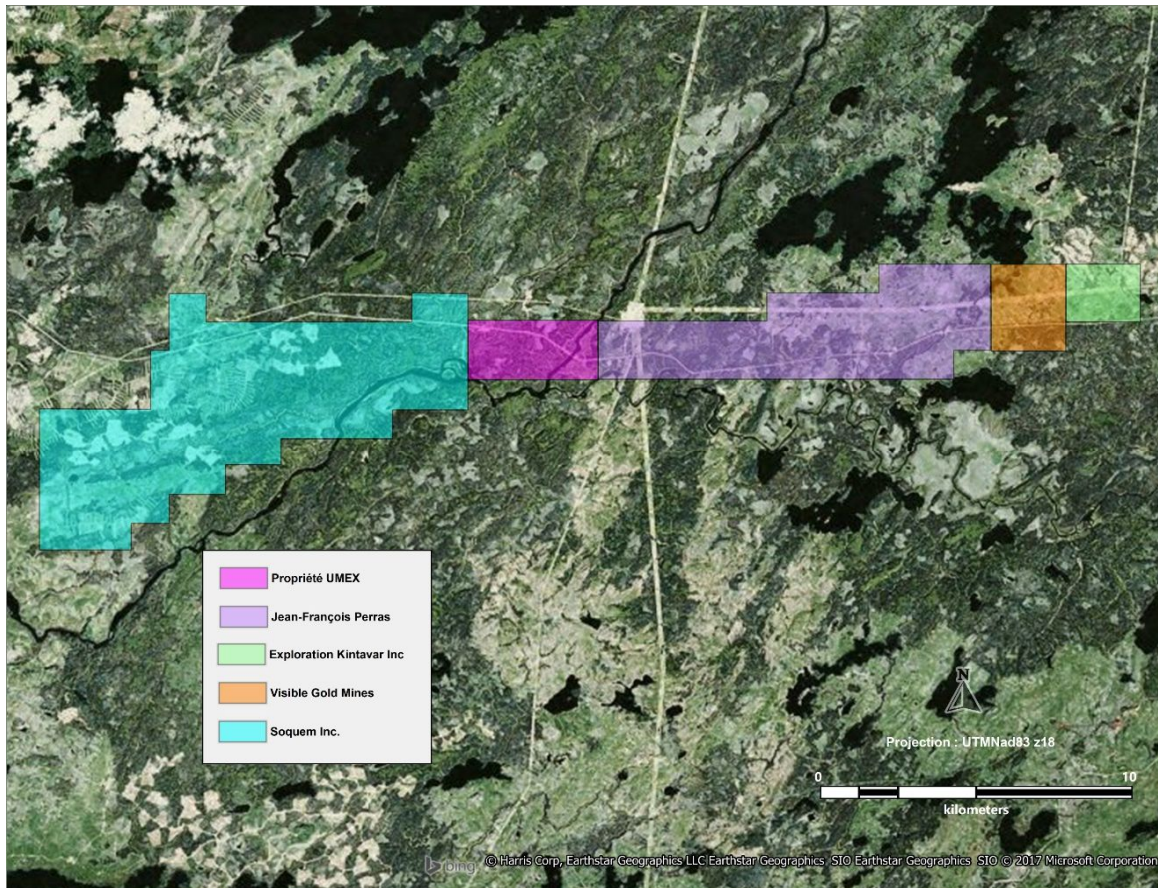 Propriété UMEX
Jean-François Perras
Exploration Kintavar Inc
Visible Gold Mines
Soquem Inc.
N
Projection : UTMNad83 z18
0 10
kilometers
bing © Harris Corp, Earthstar Geographics LLC Earthstar Geographics SIO Earthstar Geographics SIO © 2017 Microsoft Corporation